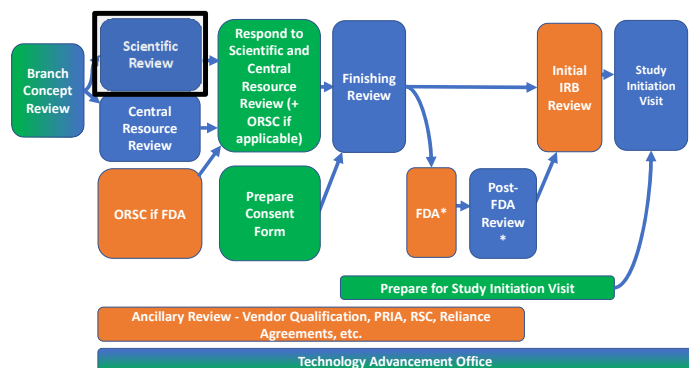 Branch
Concept
Review
Scientific
Review
Central
Resource
Review
ORSC if FDA
Respond to
Scientific and
Central
Resource
Review (+
ORSC if
applicable)
Prepare
Consent
Form
Finishing
Review
FDA*
Post-
FDA
Review
*
Initial
IRB
Review
Study
Initiation
Visit
Prepare for Study Initiation Visit
Ancillary Review - Vendor Qualification, PRIA, RSC, Reliance
Agreements, etc.
Technology Advancement Office